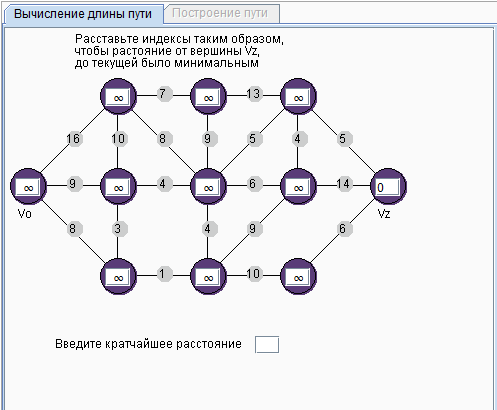 Вычисление длины пути Построение пути
Расставьте индексы таким образом,
чтобы растояние от вершины Vz,
до текущей было минимальным
∞ 7 ∞ 13 ∞
16 10 8 9 5 4 5
∞ 9 ∞ 4 ∞ 6 ∞ 14 0
Vo Vz
8 3 4 9 6
∞ 1 ∞ 10 ∞
Введите кратчайшее расстояние